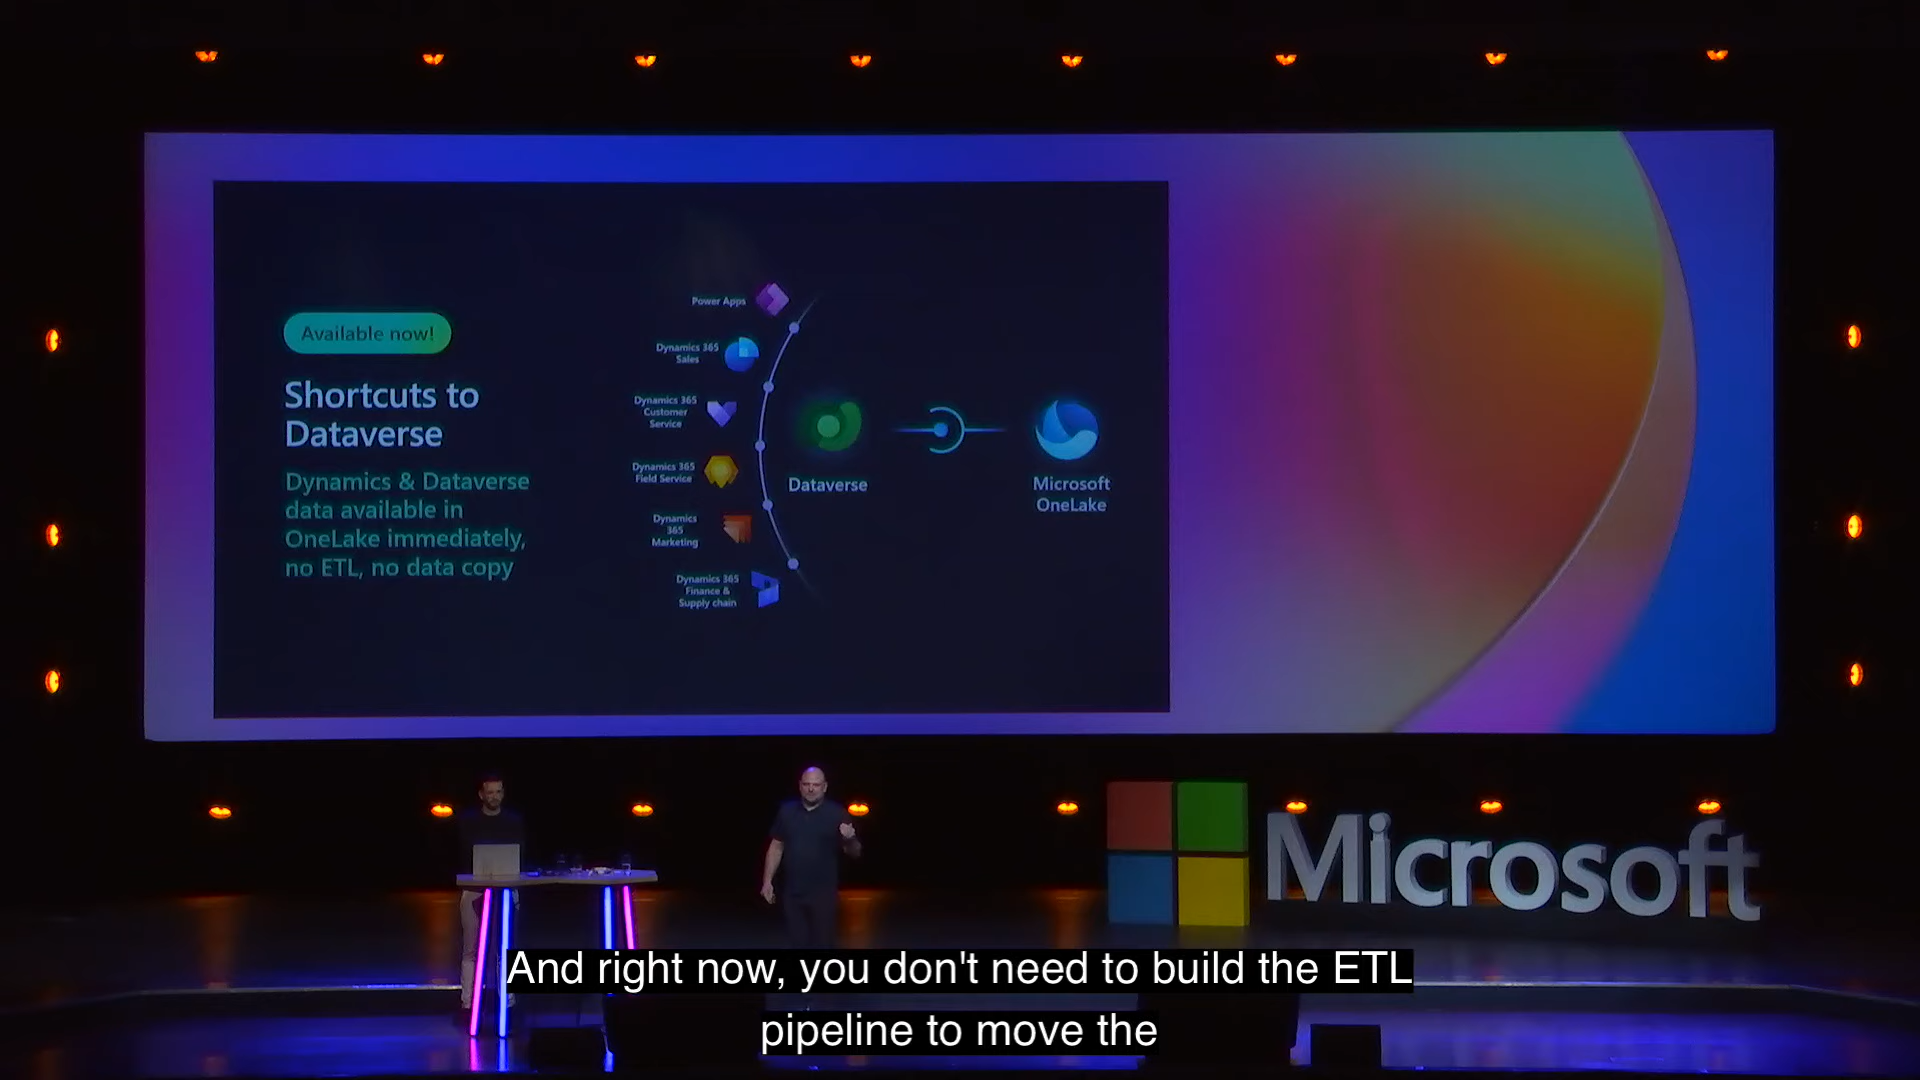 Available now!
Shortcuts to
Dataverse
Dynamics & Dataverse
data available in
OneLake immediately,
no ETL, no data copy
Power Apps
Dynamics 365
Sales
Dynamics 365
Customer
Service
Dynamics 365
Field Service
Dynamics
365
Marketing
Dynamics 365
Finance &
Supply chain
Dataverse
Microsoft
OneLake
Microsoft
And right now, you don't need to build the ETL
pipeline to move the